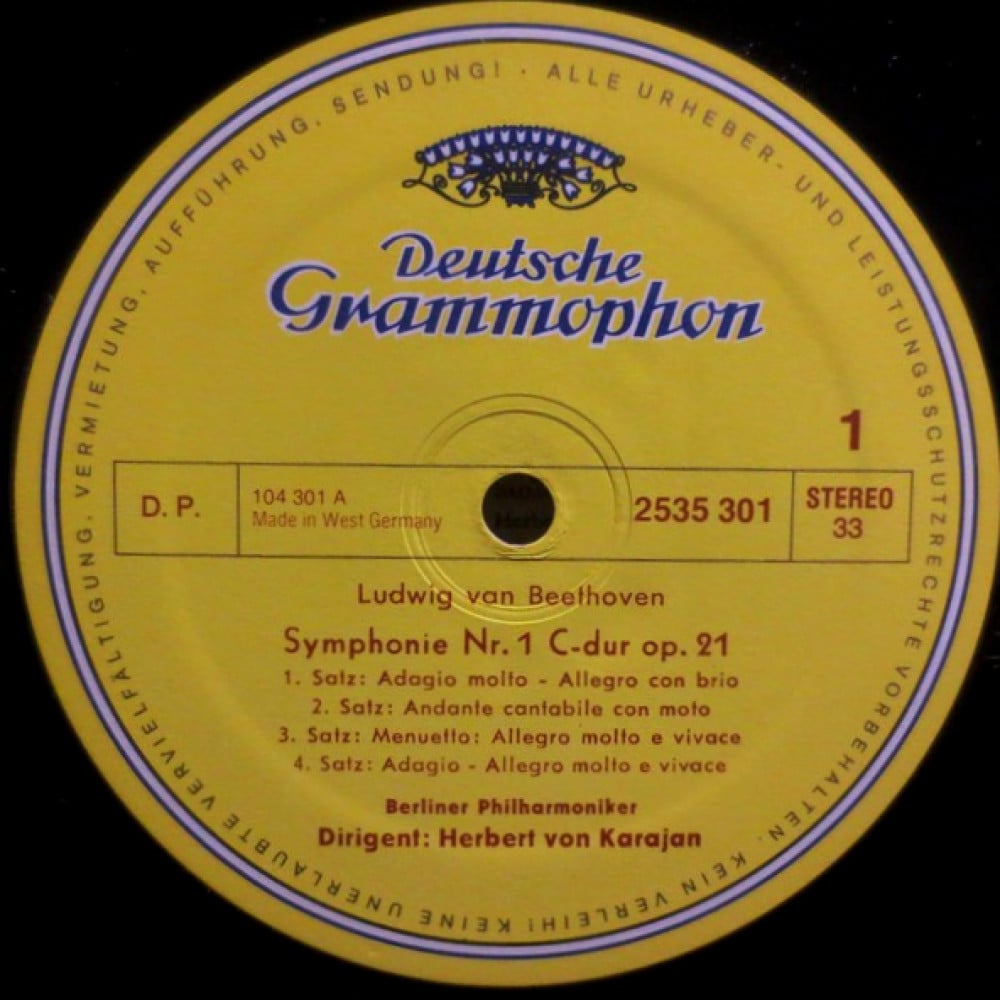 ALLE URHEBER- UND LEISTUNGSSCHUTZRECHTE VORBEHALTEN. KEIN VERLEIH! KEINE UNERLAUBTE VERVIELFÄLTIGUNG, VERMIETUNG, AUFFÜHRUNG, SENDUNG! ·
Deutsche
Grammophon
1
D. P.
104 301 A
Made in West Germany
2535 301
STEREO
33
Ludwig van Beethoven
Symphonie Nr. 1 C-dur op. 21
1. Satz: Adagio molto - Allegro con brio
2. Satz: Andante cantabile con moto
3. Satz: Menuetto: Allegro molto e vivace
4. Satz: Adagio - Allegro molto e vivace
Berliner Philharmoniker
Dirigent: Herbert von Karajan